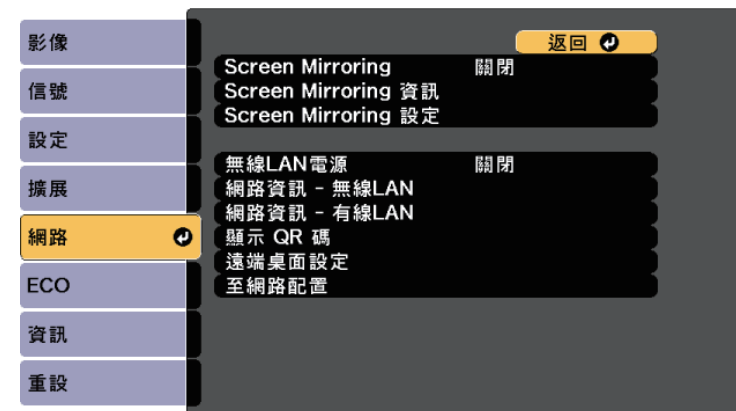 影像
信號
設定
擴展
網路
ECO
資訊
重設
返回
Screen Mirroring 關閉
Screen Mirroring 資訊
Screen Mirroring 設定
無線LAN電源 關閉
網路資訊 - 無線LAN
網路資訊 - 有線LAN
顯示 QR 碼
遠端桌面設定
至網路配置